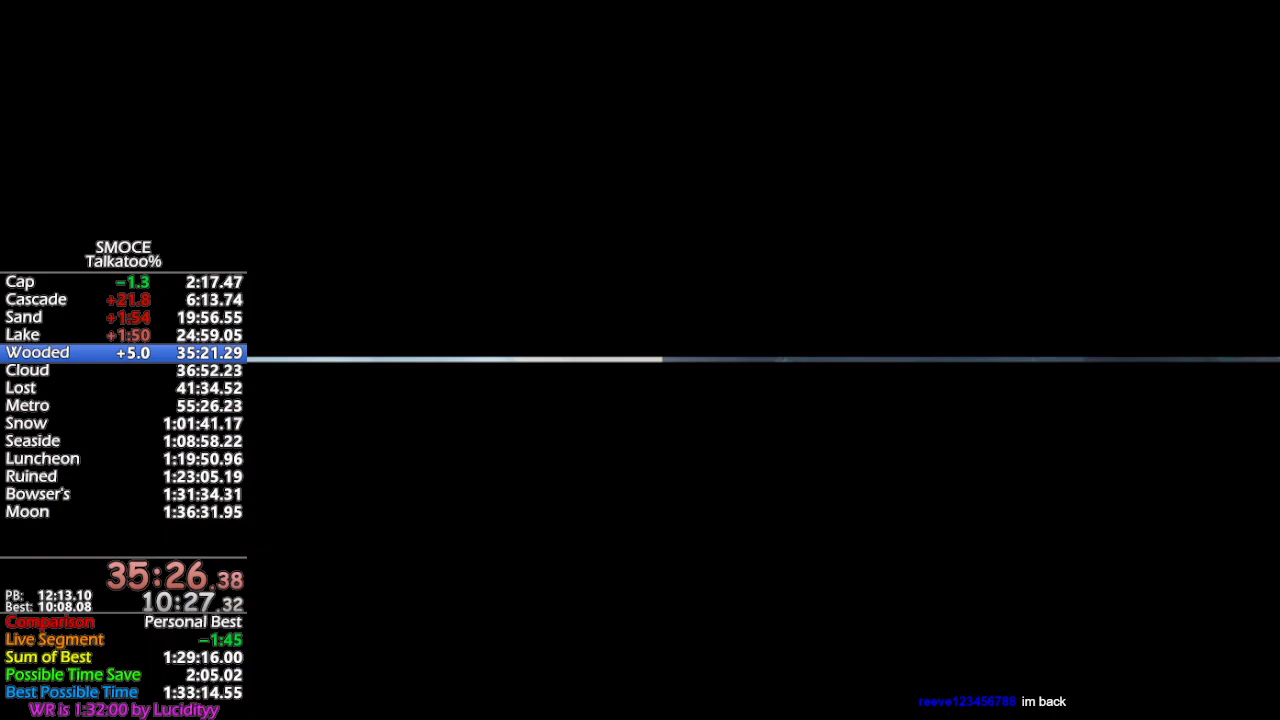 SMOCE
Talkatoo%
Cap −1.3 2:17.47
Cascade +21.8 6:13.74
Sand +1:54 19:56.55
Lake +1:50 24:59.05
Wooded +5.0 35:21.29
Cloud 36:52.23
Lost 41:34.52
Metro 55:26.23
Snow 1:01:41.17
Seaside 1:08:58.22
Luncheon 1:19:50.96
Ruined 1:23:05.19
Bowser's 1:31:34.31
Moon 1:36:31.95
35:26.38
PB: 12:13.10
Best: 10:08.08
10:27.32
Comparison Personal Best
Live Segment −1:45
Sum of Best 1:29:16.00
Possible Time Save 2:05.02
Best Possible Time 1:33:14.55
WR is 1:32:00 by Lucidityy
reeve123456789 im back